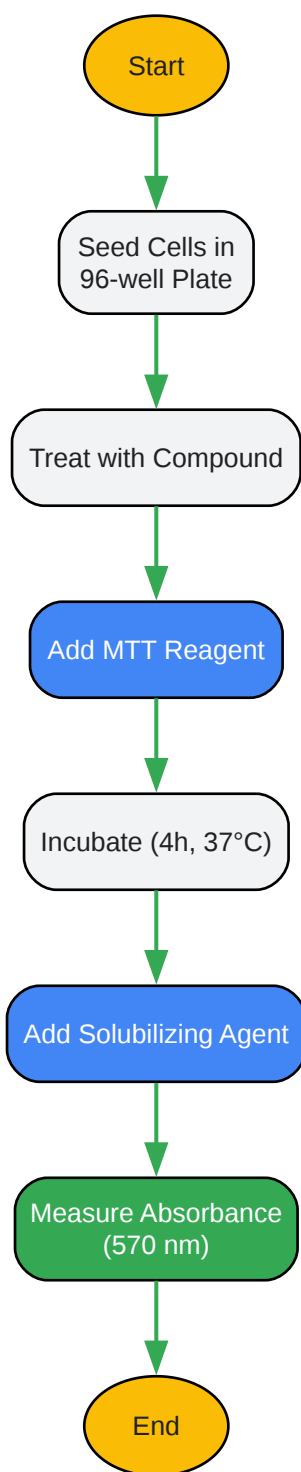 Start
Seed Cells in
96-well Plate
Treat with Compound
Add MTT Reagent
Incubate (4h, 37°C)
Add Solubilizing Agent
Measure Absorbance
(570 nm)
End